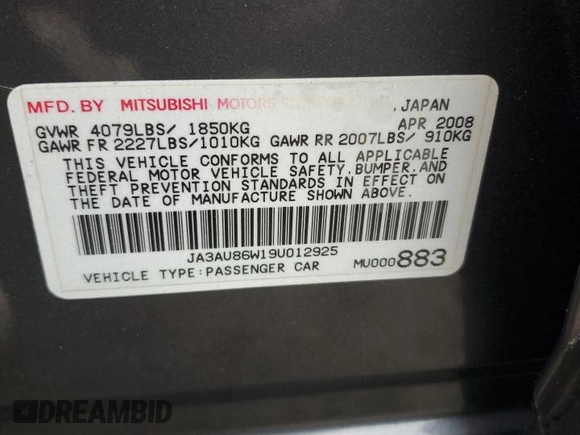 MFD. BY MITSUBISHI MOTORS , JAPAN
GVWR 4079LBS/ 1850KG APR 2008
GAWR FR 2227LBS/1010KG GAWR RR 2007LBS/ 910KG
THIS VEHICLE CONFORMS TO ALL APPLICABLE
FEDERAL MOTOR VEHICLE SAFETY, BUMPER, AND
THEFT PREVENTION STANDARDS IN EFFECT ON
THE DATE OF MANUFACTURE SHOWN ABOVE.
JA3AU86W19U012925
VEHICLE TYPE:PASSENGER CAR MU000883
DREAMBID